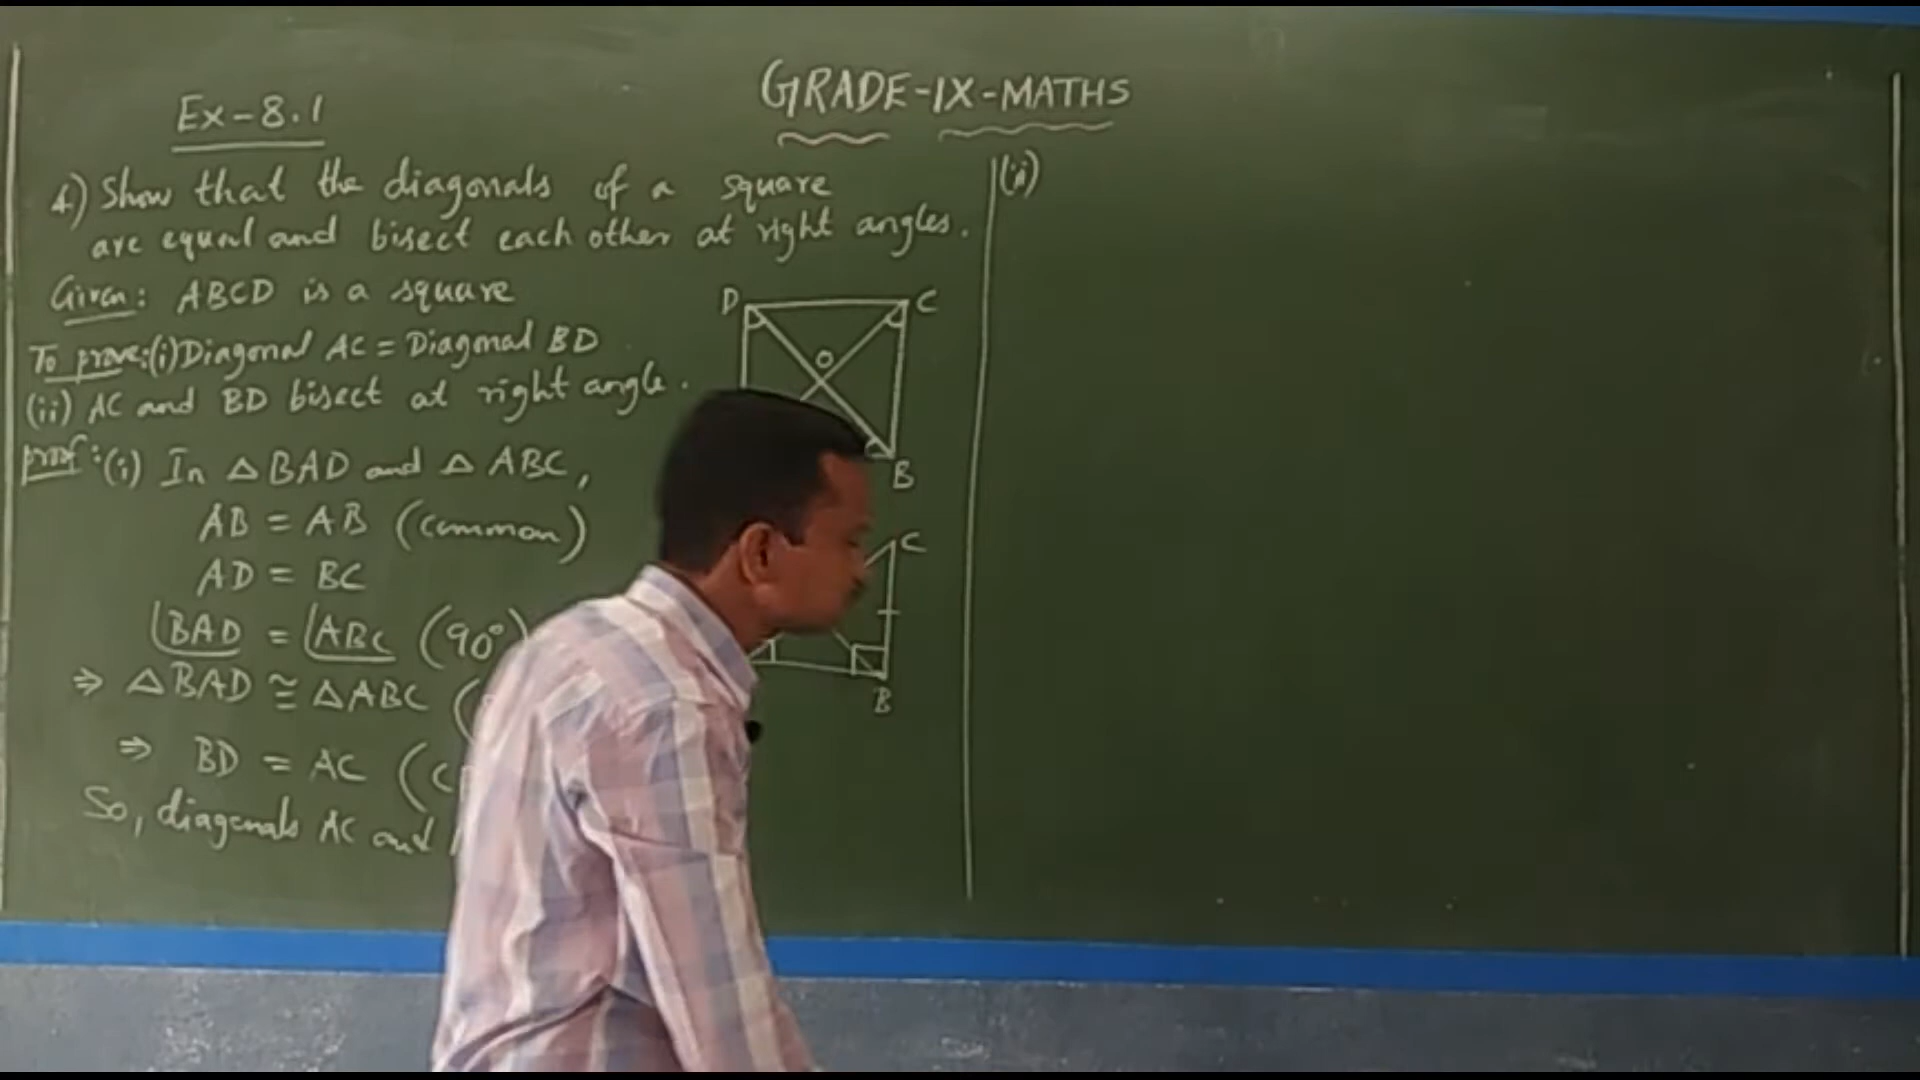 GRADE-IX-MATHS
Ex-8.1
4) Show that the diagonals of a square
are equal and bisect each other at right angles.
Given: ABCD is a square
To prove:(i) Diagonal AC = Diagonal BD
(ii) AC and BD bisect at right angle.
proof:(i) In △BAD and △ABC,
AB = AB (common)
AD = BC
∠BAD = ∠ABC (90°)
⇒ △BAD ≅ △ABC (
⇒ BD = AC (C
So, diagonals AC and
D C
O
B
C
B
(ii)